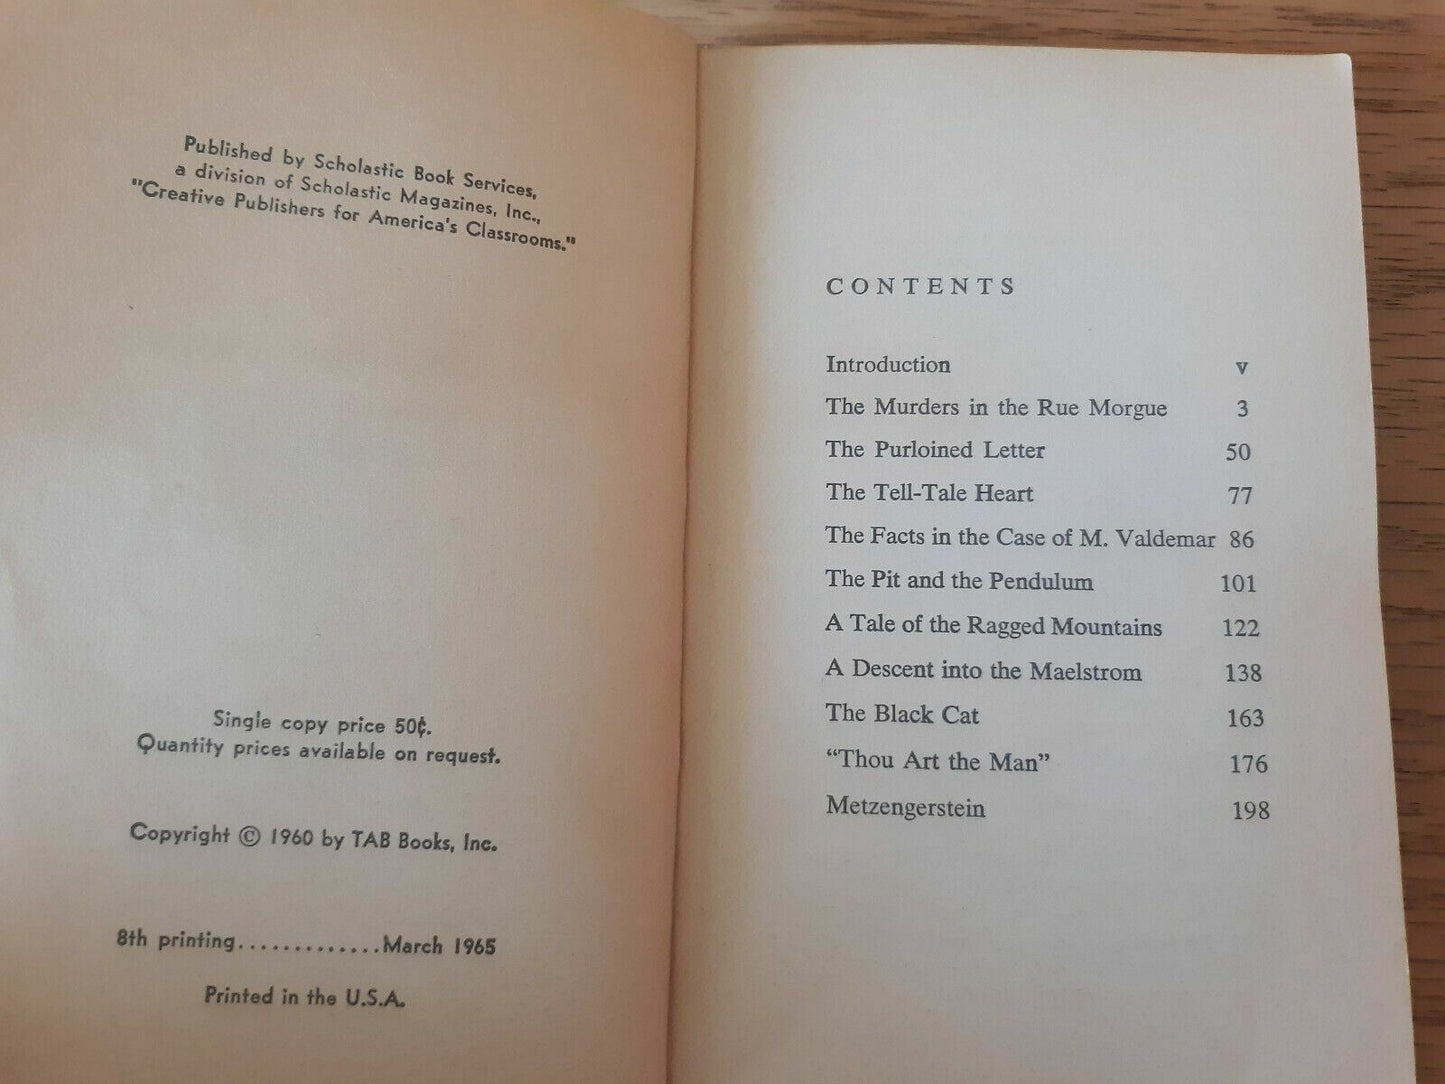 Published by Scholastic Book Services,
a division of Scholastic Magazines, Inc.,
"Creative Publishers for America's Classrooms."
Single copy price 50¢.
Quantity prices available on request.
Copyright © 1960 by TAB Books, Inc.
8th printing.............March 1965
Printed in the U.S.A.
CONTENTS
Introduction v
The Murders in the Rue Morgue 3
The Purloined Letter 50
The Tell-Tale Heart 77
The Facts in the Case of M. Valdemar 86
The Pit and the Pendulum 101
A Tale of the Ragged Mountains 122
A Descent into the Maelstrom 138
The Black Cat 163
“Thou Art the Man” 176
Metzengerstein 198